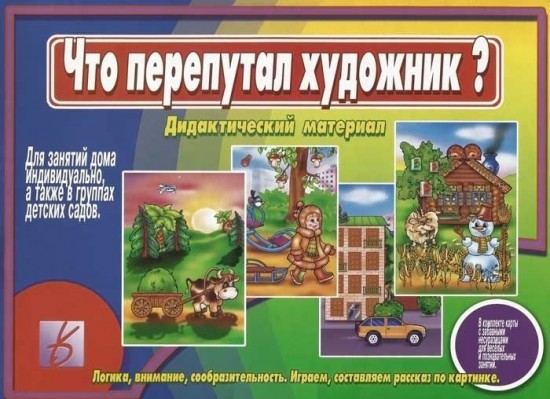 Что перепутал художник ?
Дидактический материал
Для занятий дома
индивидуально,
а также в группах
детских садов.
В комплекте карты
с забавными
несуразицами
для весёлых
и познавательных
занятий.
Логика, внимание, сообразительность. Играем, составляем рассказ по картинке.